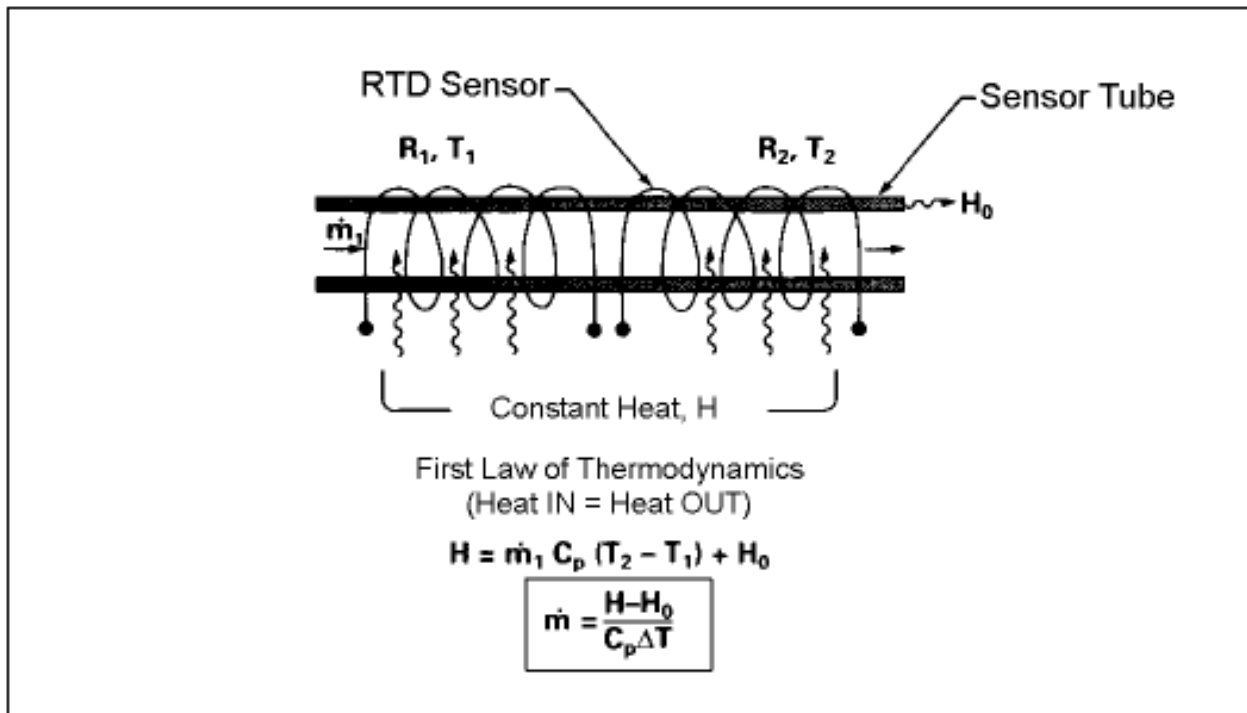 RTD Sensor
Sensor Tube
R₁, T₁
R₂, T₂
H₀
ṁ₁
Constant Heat, H
First Law of Thermodynamics
(Heat IN = Heat OUT)
H = ṁ₁ Cₚ (T₂ – T₁) + H₀
ṁ = H–H₀ / CₚΔT